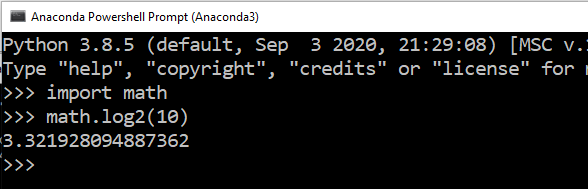 Anaconda Powershell Prompt (Anaconda3)
Python 3.8.5 (default, Sep  3 2020, 21:29:08) [MSC v.
Type "help", "copyright", "credits" or "license" for
>>> import math
>>> math.log2(10)
3.321928094887362
>>>